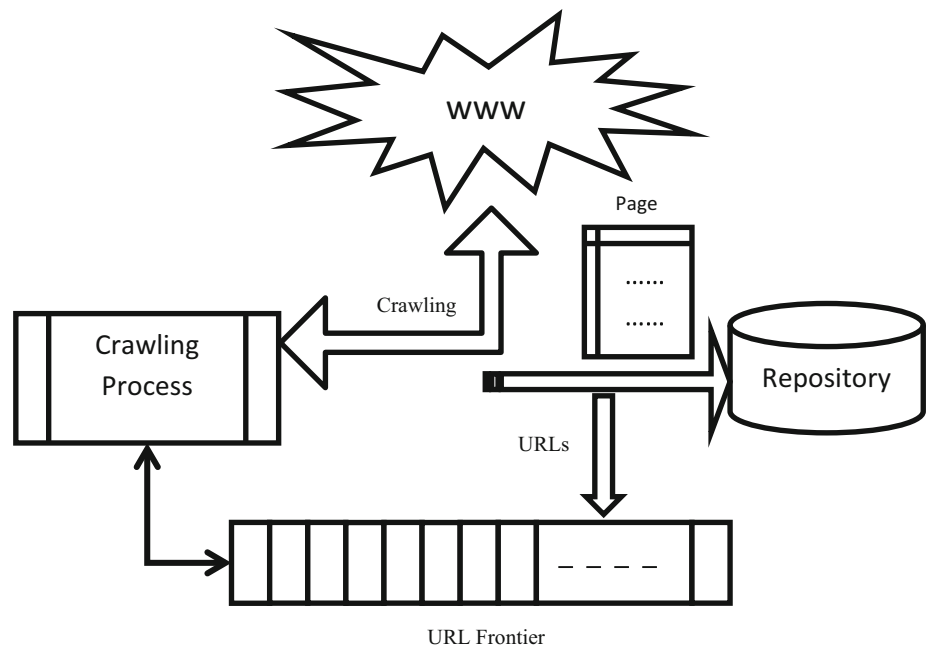 www
Page
......
......
Crawling
Crawling
Process
Repository
URLs
– – – –
URL Frontier